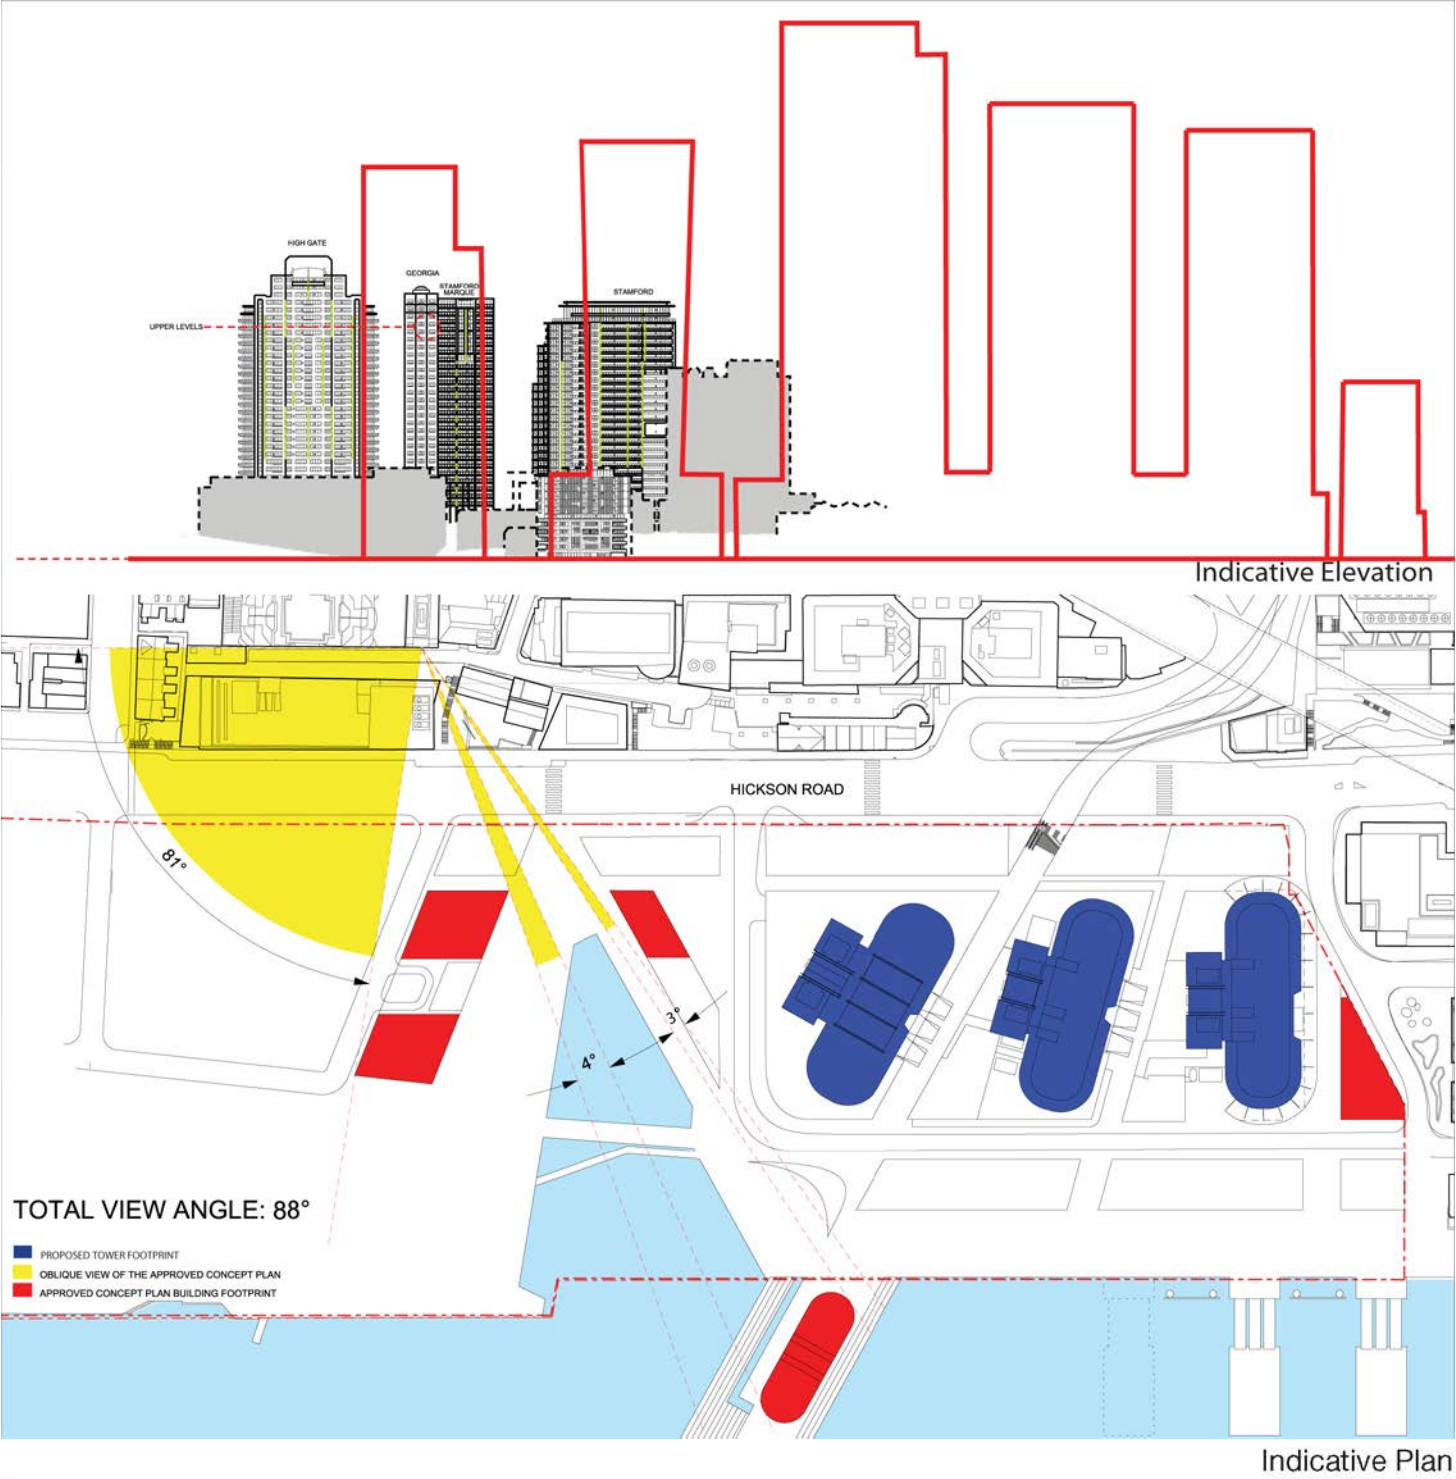 HIGH GATE
GEORGIA
STAMFORD
MARQUE
STAMFORD
UPPER LEVELS
Indicative Elevation
HICKSON ROAD
81°
3°
4°
TOTAL VIEW ANGLE: 88°
PROPOSED TOWER FOOTPRINT
OBLIQUE VIEW OF THE APPROVED CONCEPT PLAN
APPROVED CONCEPT PLAN BUILDING FOOTPRINT
Indicative Plan